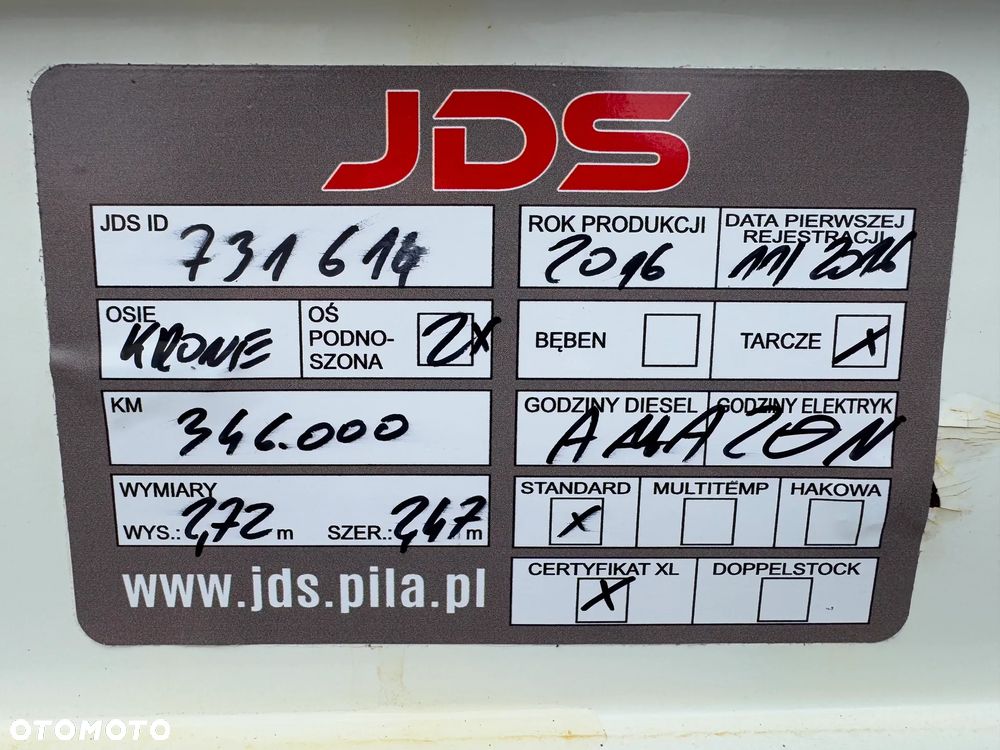 JDS
JDS ID 731614
ROK PRODUKCJI 2016
DATA PIERWSZEJ REJESTRACJI 11/2016
OSIE KRONE
OŚ PODNO-
SZONA 2x
BĘBEN
TARCZE x
KM 346.000
GODZINY DIESEL GODZINY ELEKTRYK
AMAZON
WYMIARY
WYS.: 2,72 m SZER.: 2,47 m
STANDARD x MULTITEMP HAKOWA
CERTYFIKAT XL x DOPPELSTOCK
www.jds.pila.pl
OTOMOTO